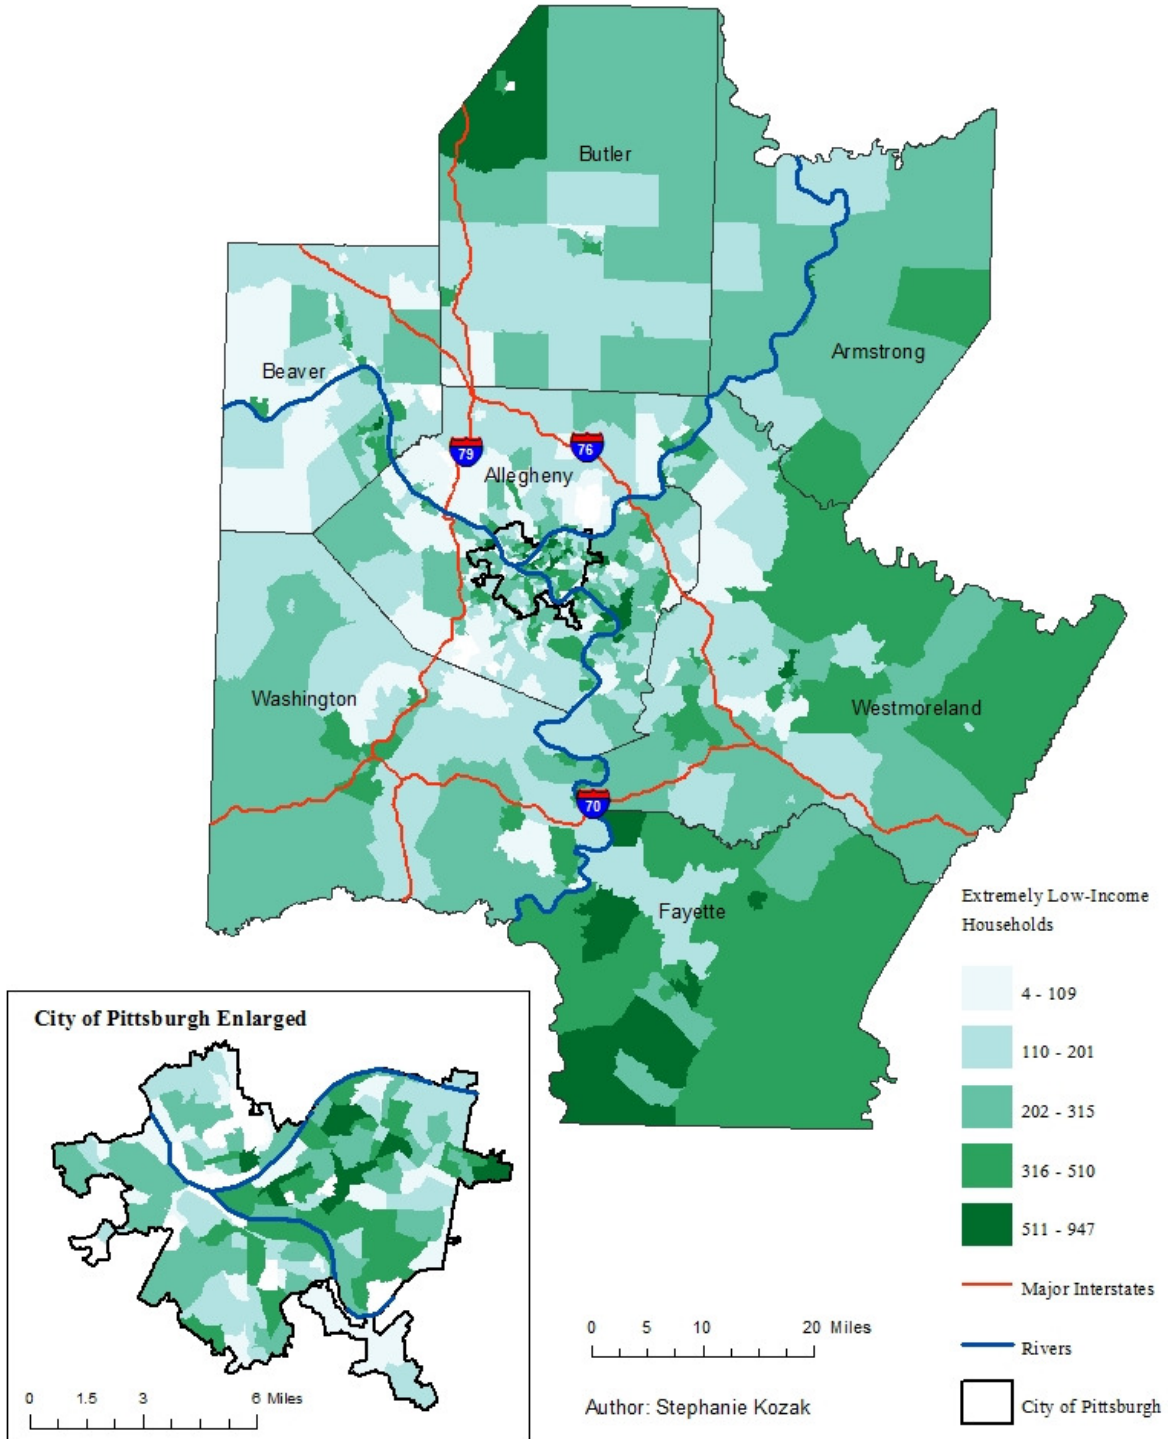 Butler
Armstrong
Beaver
79
76
Allegheny
Washington
Westmoreland
70
Fayette
Extremely Low-Income
Households
4 - 109
110 - 201
202 - 315
316 - 510
511 - 947
Major Interstates
Rivers
City of Pittsburgh
City of Pittsburgh Enlarged
0 1.5 3 6 Miles
0 5 10 20 Miles
Author: Stephanie Kozak